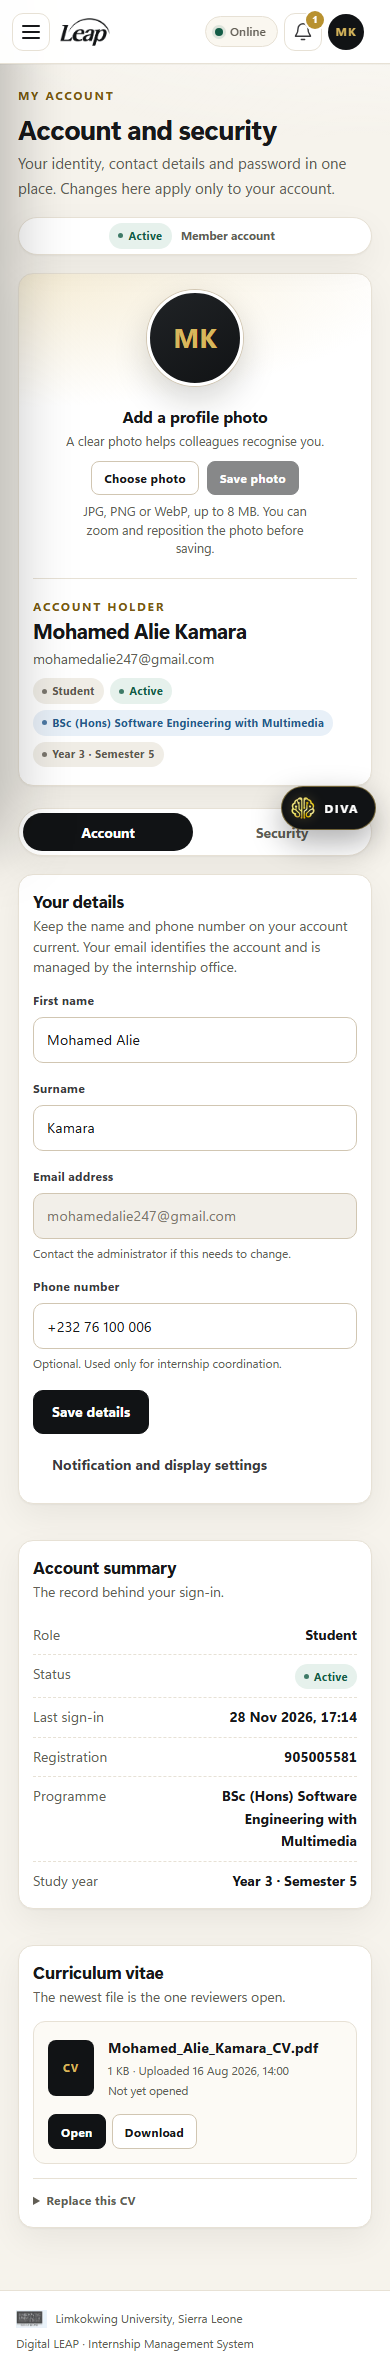 Leap
Online
1
MK
MY ACCOUNT
Account and security
Your identity, contact details and password in one
place. Changes here apply only to your account.
Active Member account
MK
Add a profile photo
A clear photo helps colleagues recognise you.
Choose photo Save photo
JPG, PNG or WebP, up to 8 MB. You can
zoom and reposition the photo before
saving.
ACCOUNT HOLDER
Mohamed Alie Kamara
mohamedalie247@gmail.com
Student Active
BSc (Hons) Software Engineering with Multimedia
Year 3 · Semester 5
DIVA
Account Security
Your details
Keep the name and phone number on your account
current. Your email identifies the account and is
managed by the internship office.
First name
Mohamed Alie
Surname
Kamara
Email address
mohamedalie247@gmail.com
Contact the administrator if this needs to change.
Phone number
+232 76 100 006
Optional. Used only for internship coordination.
Save details
Notification and display settings
Account summary
The record behind your sign-in.
Role Student
Status Active
Last sign-in 28 Nov 2026, 17:14
Registration 905005581
Programme BSc (Hons) Software
Engineering with
Multimedia
Study year Year 3 · Semester 5
Curriculum vitae
The newest file is the one reviewers open.
CV
Mohamed_Alie_Kamara_CV.pdf
1 KB · Uploaded 16 Aug 2026, 14:00
Not yet opened
Open Download
Replace this CV
Limkokwing University, Sierra Leone
Digital LEAP · Internship Management System